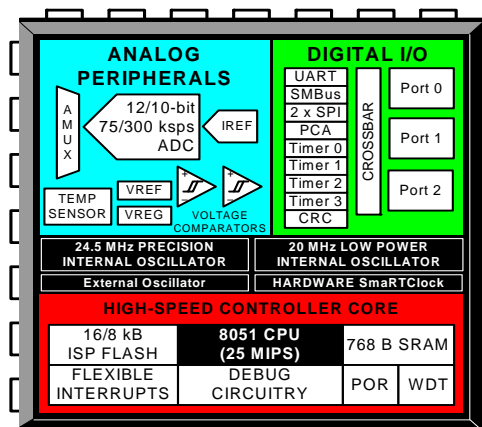 ANALOG
PERIPHERALS
AMUX
12/10-bit
75/300 ksps
ADC
IREF
TEMP
SENSOR
VREF
VREG
+
–
+
–
VOLTAGE
COMPARATORS
DIGITAL I/O
UART
SMBus
2 x SPI
PCA
Timer 0
Timer 1
Timer 2
Timer 3
CRC
CROSSBAR
Port 0
Port 1
Port 2
24.5 MHz PRECISION
INTERNAL OSCILLATOR
20 MHz LOW POWER
INTERNAL OSCILLATOR
External Oscillator
HARDWARE SmaRTClock
HIGH-SPEED CONTROLLER CORE
16/8 kB
ISP FLASH
8051 CPU
(25 MIPS)
768 B SRAM
FLEXIBLE
INTERRUPTS
DEBUG
CIRCUITRY
POR
WDT